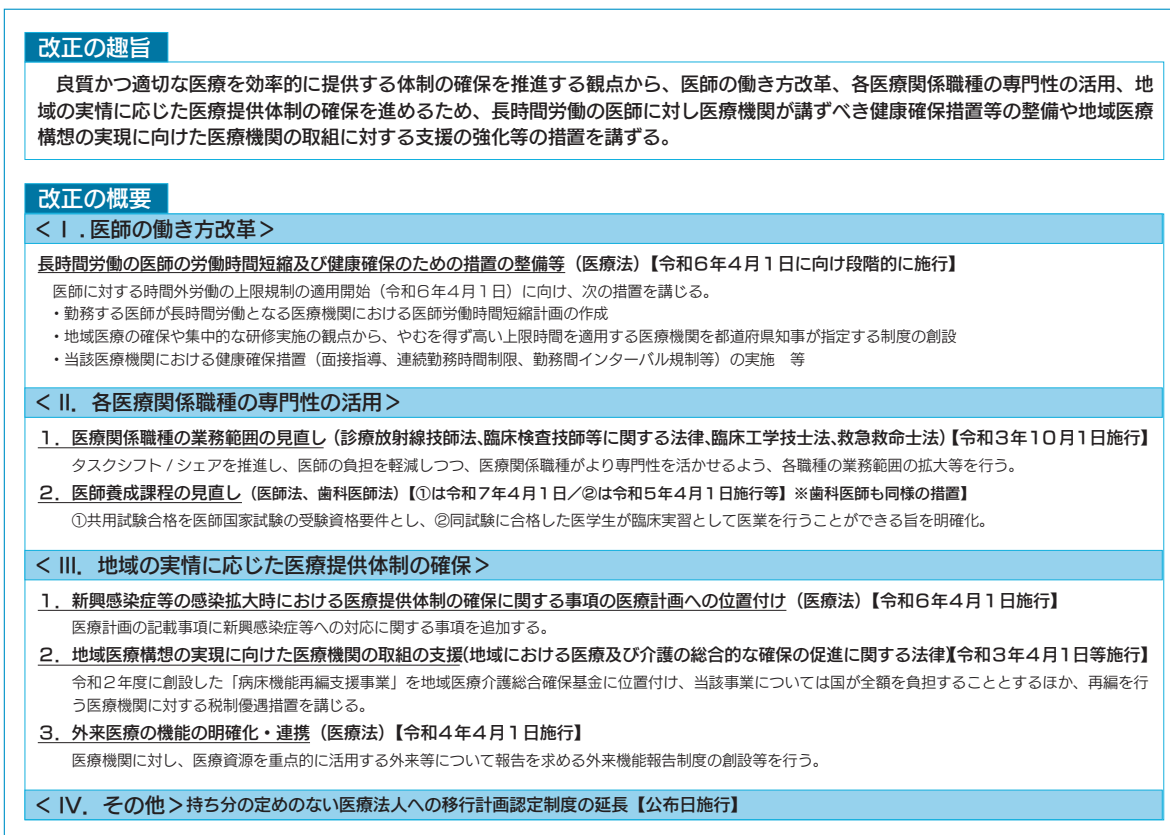 改正の趣旨
良質かつ適切な医療を効率的に提供する体制の確保を推進する観点から、医師の働き方改革、各医療関係職種の専門性の活用、地
域の実情に応じた医療提供体制の確保を進めるため、長時間労働の医師に対し医療機関が講ずべき健康確保措置等の整備や地域医療
構想の実現に向けた医療機関の取組に対する支援の強化等の措置を講ずる。
改正の概要
<Ⅰ.医師の働き方改革>
長時間労働の医師の労働時間短縮及び健康確保のための措置の整備等(医療法)【令和6年4月1日に向け段階的に施行】
医師に対する時間外労働の上限規制の適用開始(令和6年4月1日)に向け、次の措置を講じる。
・勤務する医師が長時間労働となる医療機関における医師労働時間短縮計画の作成
・地域医療の確保や集中的な研修実施の観点から、やむを得ず高い上限時間を適用する医療機関を都道府県知事が指定する制度の創設
・当該医療機関における健康確保措置(面接指導、連続勤務時間制限、勤務間インターバル規制等)の実施 等
<Ⅱ.各医療関係職種の専門性の活用>
1.医療関係職種の業務範囲の見直し(診療放射線技師法、臨床検査技師等に関する法律、臨床工学技士法、救急救命士法)【令和3年10月1日施行】
タスクシフト/シェアを推進し、医師の負担を軽減しつつ、医療関係職種がより専門性を活かせるよう、各職種の業務範囲の拡大等を行う。
2.医師養成課程の見直し(医師法、歯科医師法)【①は令和7年4月1日/②は令和5年4月1日施行等】※歯科医師も同様の措置】
①共用試験合格を医師国家試験の受験資格要件とし、②同試験に合格した医学生が臨床実習として医業を行うことができる旨を明確化。
<Ⅲ.地域の実情に応じた医療提供体制の確保>
1.新興感染症等の感染拡大時における医療提供体制の確保に関する事項の医療計画への位置付け(医療法)【令和6年4月1日施行】
医療計画の記載事項に新興感染症等への対応に関する事項を追加する。
2.地域医療構想の実現に向けた医療機関の取組の支援(地域における医療及び介護の総合的な確保の促進に関する法律)【令和3年4月1日等施行】
令和2年度に創設した「病床機能再編支援事業」を地域医療介護総合確保基金に位置付け、当該事業については国が全額を負担することとするほか、再編を行
う医療機関に対する税制優遇措置を講じる。
3.外来医療の機能の明確化・連携(医療法)【令和4年4月1日施行】
医療機関に対し、医療資源を重点的に活用する外来等について報告を求める外来機能報告制度の創設等を行う。
<Ⅳ.その他>持ち分の定めのない医療法人への移行計画認定制度の延長【公布日施行】